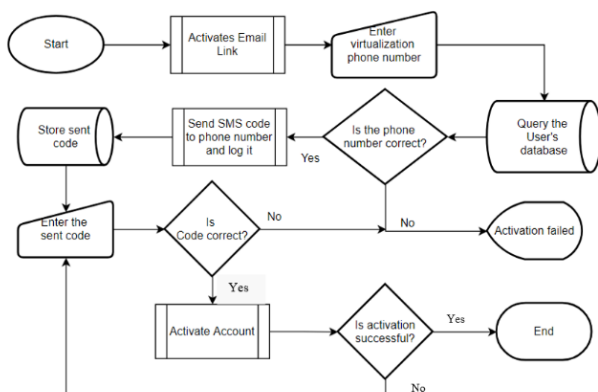 Start
Activates Email
Link
Enter
virtualization
phone number
Store sent
code
Send SMS code
to phone number
and log it
Yes
Is the phone
number correct?
Query the
User's
database
Enter the
sent code
Is
Code correct?
No
No
Activation failed
Yes
Activate Account
Is activation
successful?
Yes
End
No